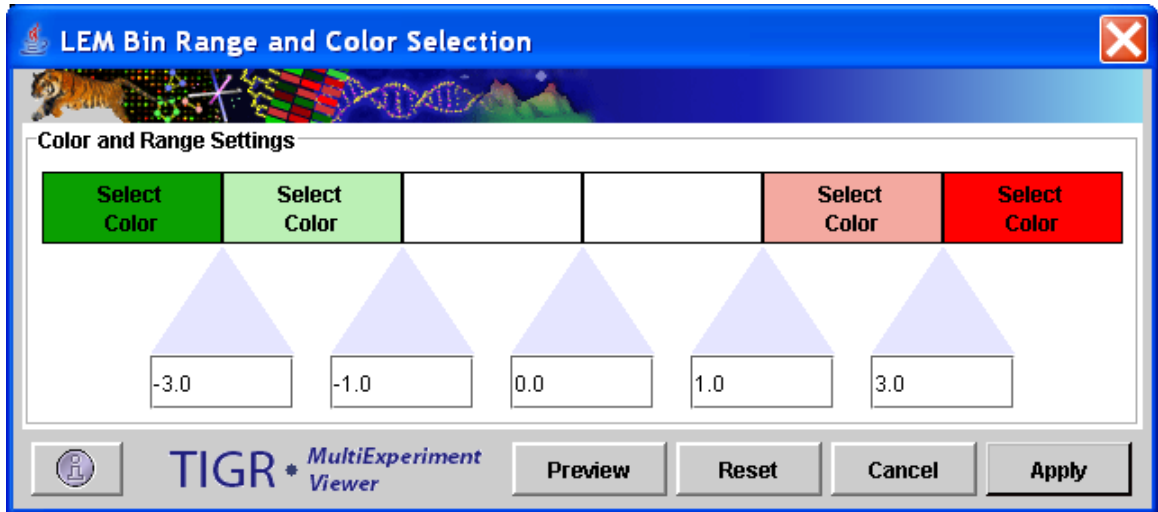 LEM Bin Range and Color Selection
Color and Range Settings
Select
Color
Select
Color
Select
Color
Select
Color
-3.0
-1.0
0.0
1.0
3.0
TIGR • MultiExperiment
Viewer
Preview
Reset
Cancel
Apply